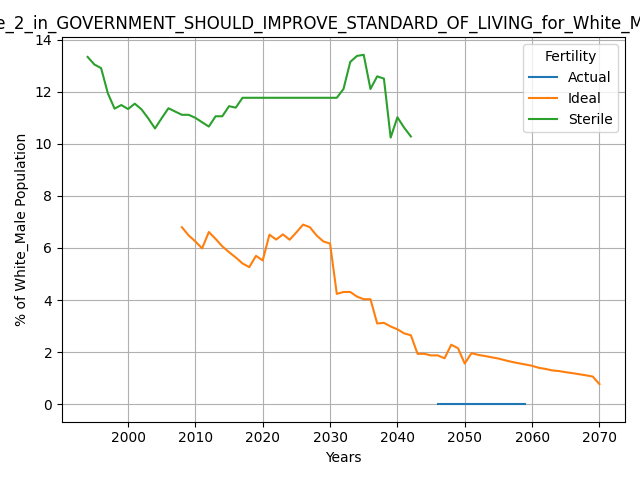 e_2_in_GOVERNMENT_SHOULD_IMPROVE_STANDARD_OF_LIVING_for_White_M
Fertility
Actual
Ideal
Sterile
% of White_Male Population
14
12
10
8
6
4
2
0
2000 2010 2020 2030 2040 2050 2060 2070
Years